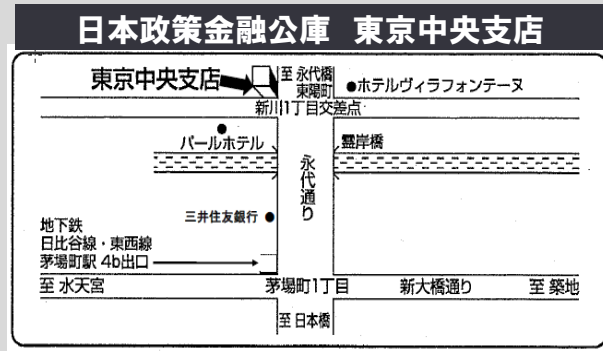 日本政策金融公庫 東京中央支店
東京中央支店
至 永代橋
東陽町
●ホテルヴィラフォンテーヌ
新川1丁目交差点
パールホテル
霊岸橋
永代通り
三井住友銀行 ●
地下鉄
日比谷線・東西線
茅場町駅 4b出口
至 水天宮
茅場町1丁目
新大橋通り
至 築地
至 日本橋